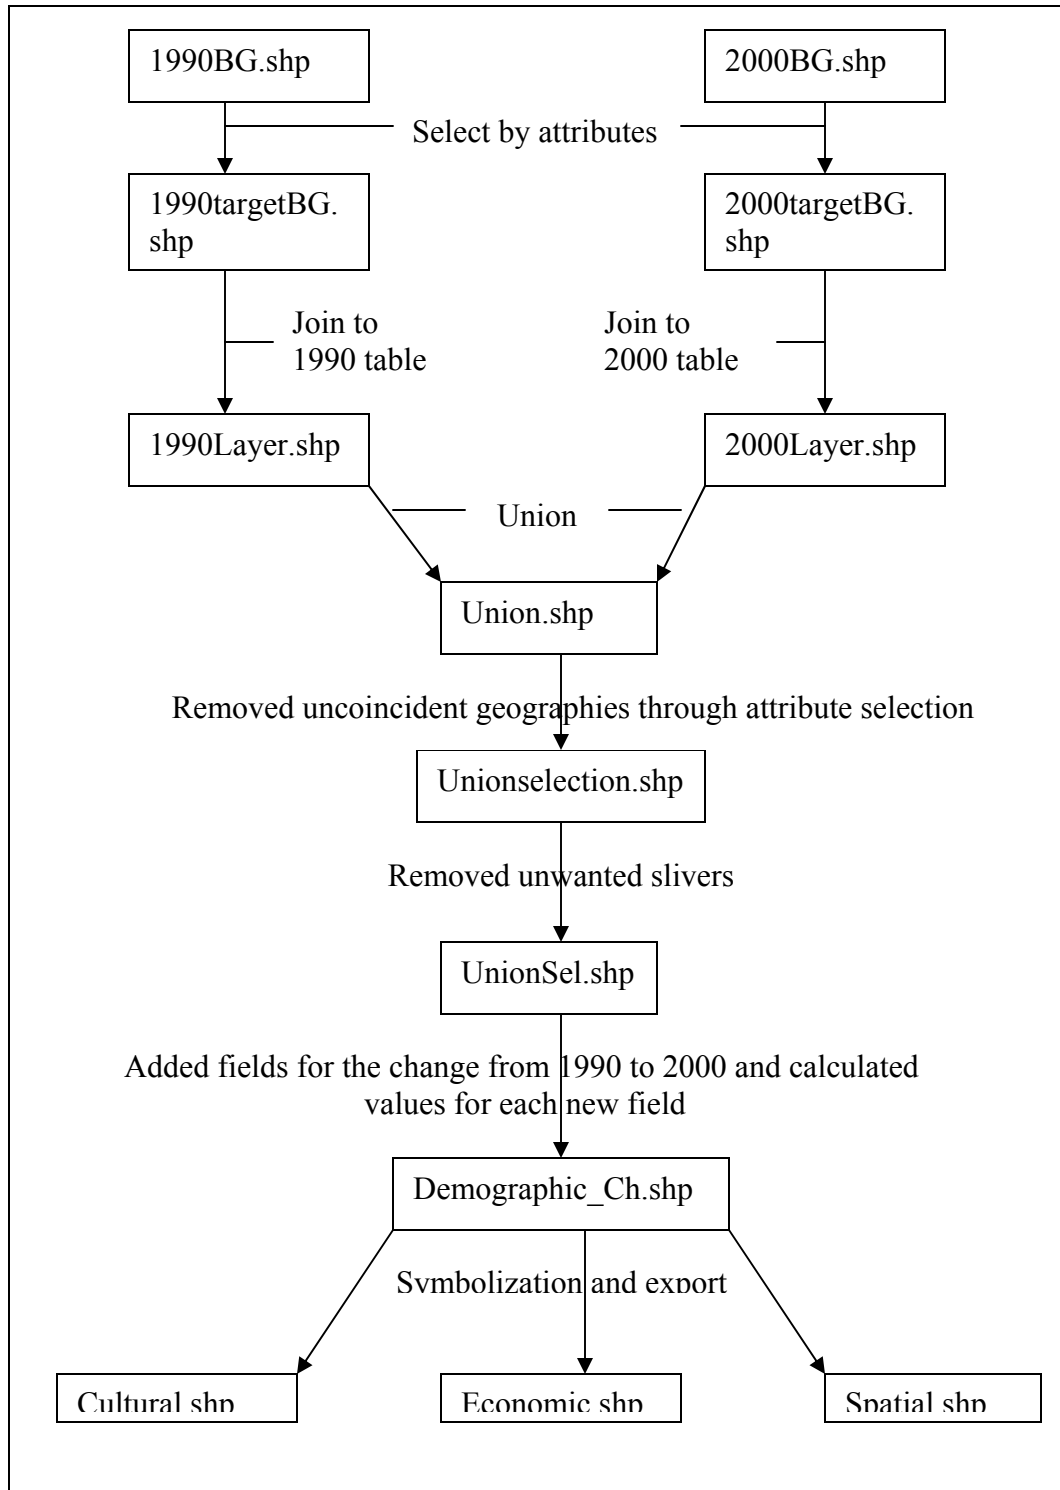 1990BG.shp
2000BG.shp
Select by attributes
1990targetBG.
shp
2000targetBG.
shp
Join to
1990 table
Join to
2000 table
1990Layer.shp
2000Layer.shp
Union
Union.shp
Removed uncoincident geographies through attribute selection
Unionselection.shp
Removed unwanted slivers
UnionSel.shp
Added fields for the change from 1990 to 2000 and calculated
values for each new field
Demographic_Ch.shp
Symbolization and export
Cultural.shp
Economic.shp
Spatial.shp